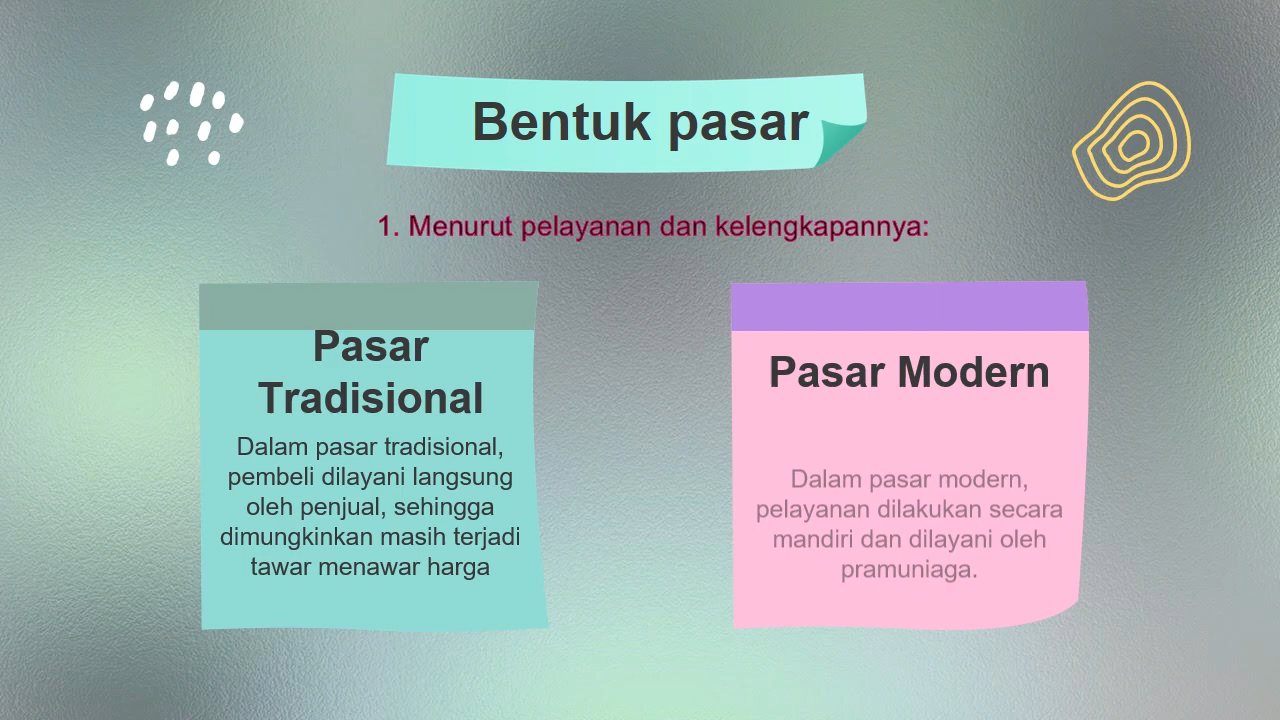 Bentuk pasar
1. Menurut pelayanan dan kelengkapannya:
Pasar
Tradisional
Dalam pasar tradisional,
pembeli dilayani langsung
oleh penjual, sehingga
dimungkinkan masih terjadi
tawar menawar harga
Pasar Modern
Dalam pasar modern,
pelayanan dilakukan secara
mandiri dan dilayani oleh
pramuniaga.